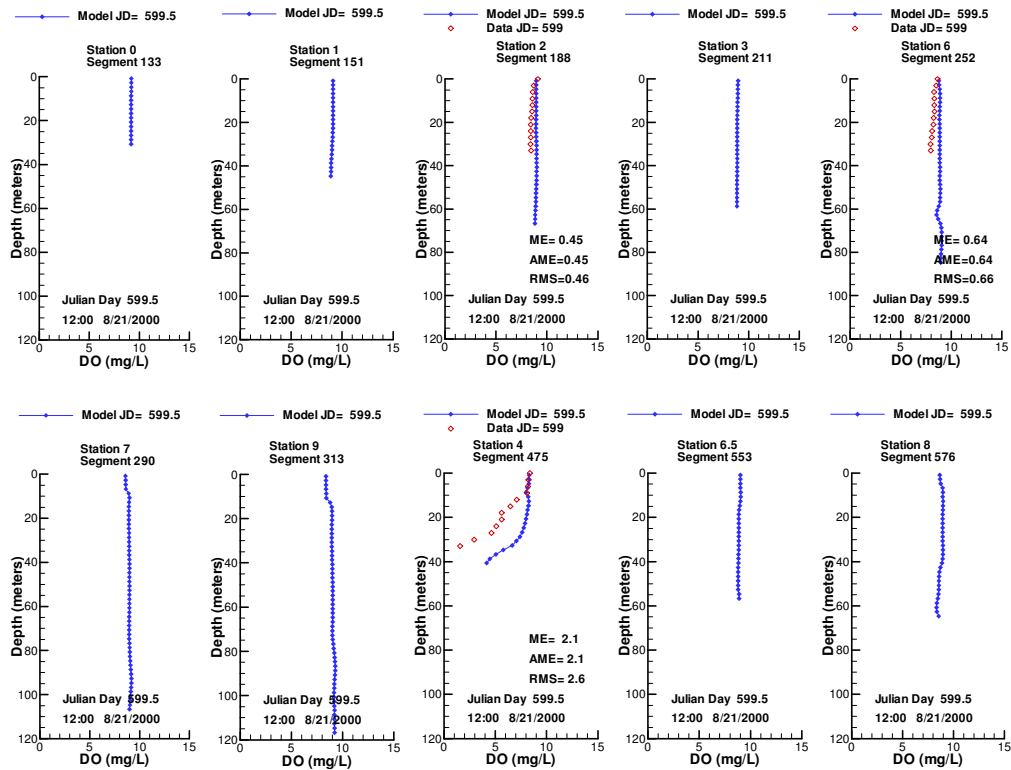 Model JD= 599.5
Station 0
Segment 133
0
20
40
60
80
100
120
Depth (meters)
Julian Day 599.5
12:00 8/21/2000
0 5 10 15
DO (mg/L)
Model JD= 599.5
Station 1
Segment 151
0
20
40
60
80
100
120
Depth (meters)
Julian Day 599.5
12:00 8/21/2000
0 5 10 15
DO (mg/L)
Model JD= 599.5
Data JD= 599
Station 2
Segment 188
0
20
40
60
80
100
120
Depth (meters)
ME= 0.45
AME=0.45
RMS=0.46
Julian Day 599.5
12:00 8/21/2000
0 5 10 15
DO (mg/L)
Model JD= 599.5
Station 3
Segment 211
0
20
40
60
80
100
120
Depth (meters)
Julian Day 599.5
12:00 8/21/2000
0 5 10 15
DO (mg/L)
Model JD= 599.5
Data JD= 599
Station 6
Segment 252
0
20
40
60
80
100
120
Depth (meters)
ME= 0.64
AME=0.64
RMS=0.66
Julian Day 599.5
12:00 8/21/2000
0 5 10 15
DO (mg/L)
Model JD= 599.5
Station 7
Segment 290
0
20
40
60
80
100
120
Depth (meters)
Julian Day 599.5
12:00 8/21/2000
0 5 10 15
DO (mg/L)
Model JD= 599.5
Station 9
Segment 313
0
20
40
60
80
100
120
Depth (meters)
Julian Day 599.5
12:00 8/21/2000
0 5 10 15
DO (mg/L)
Model JD= 599.5
Data JD= 599
Station 4
Segment 475
0
20
40
60
80
100
120
Depth (meters)
ME= 2.1
AME= 2.1
RMS= 2.6
Julian Day 599.5
12:00 8/21/2000
0 5 10 15
DO (mg/L)
Model JD= 599.5
Station 6.5
Segment 553
0
20
40
60
80
100
120
Depth (meters)
Julian Day 599.5
12:00 8/21/2000
0 5 10 15
DO (mg/L)
Model JD= 599.5
Station 8
Segment 576
0
20
40
60
80
100
120
Depth (meters)
Julian Day 599.5
12:00 8/21/2000
0 5 10 15
DO (mg/L)